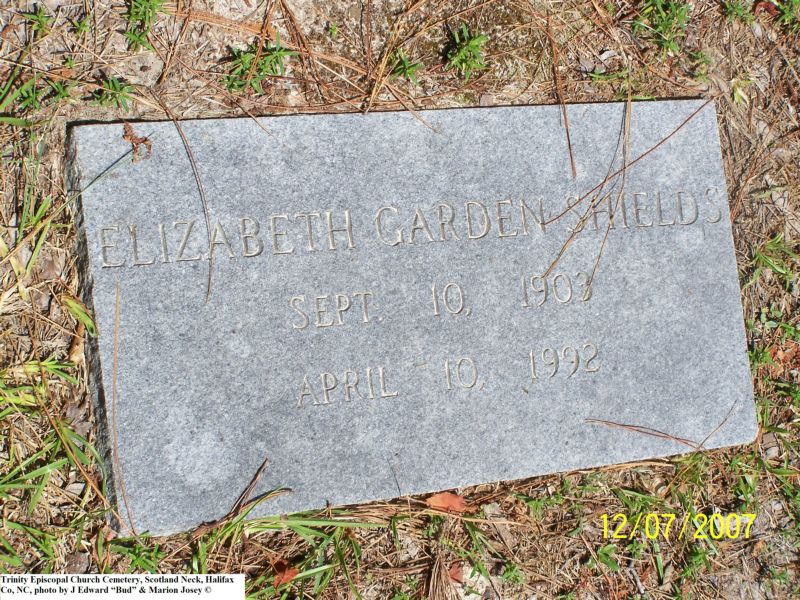 ELIZABETH GARDEN SHIELDS
SEPT. 10, 1903
APRIL 10, 1992
12/07/2007
Trinity Episcopal Church Cemetery, Scotland Neck, Halifax
Co, NC, photo by J Edward “Bud” & Marion Josey ©